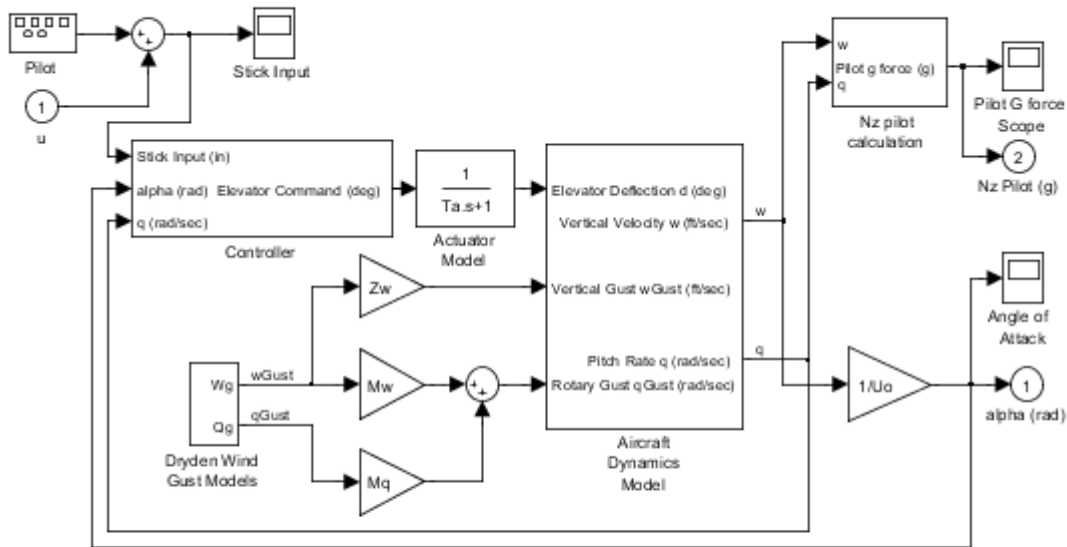 Pilot
+
+
1
u
Stick Input
Stick Input (in)
alpha (rad) Elevator Command (deg)
q (rad/sec)
Controller
1
Ta.s+1
Actuator
Model
Elevator Deflection d (deg)
Vertical Velocity w (ft/sec)
Vertical Gust wGust (ft/sec)
Pitch Rate q (rad/sec)
Rotary Gust qGust (rad/sec)
Aircraft
Dynamics
Model
w
q
w
Pilot g force (g)
q
Nz pilot
calculation
Pilot G force
Scope
2
Nz Pilot (g)
Angle of
Attack
1/Uo
1
alpha (rad)
Zw
Mw
Mq
+
+
Wg
wGust
Qg
qGust
Dryden Wind
Gust Models